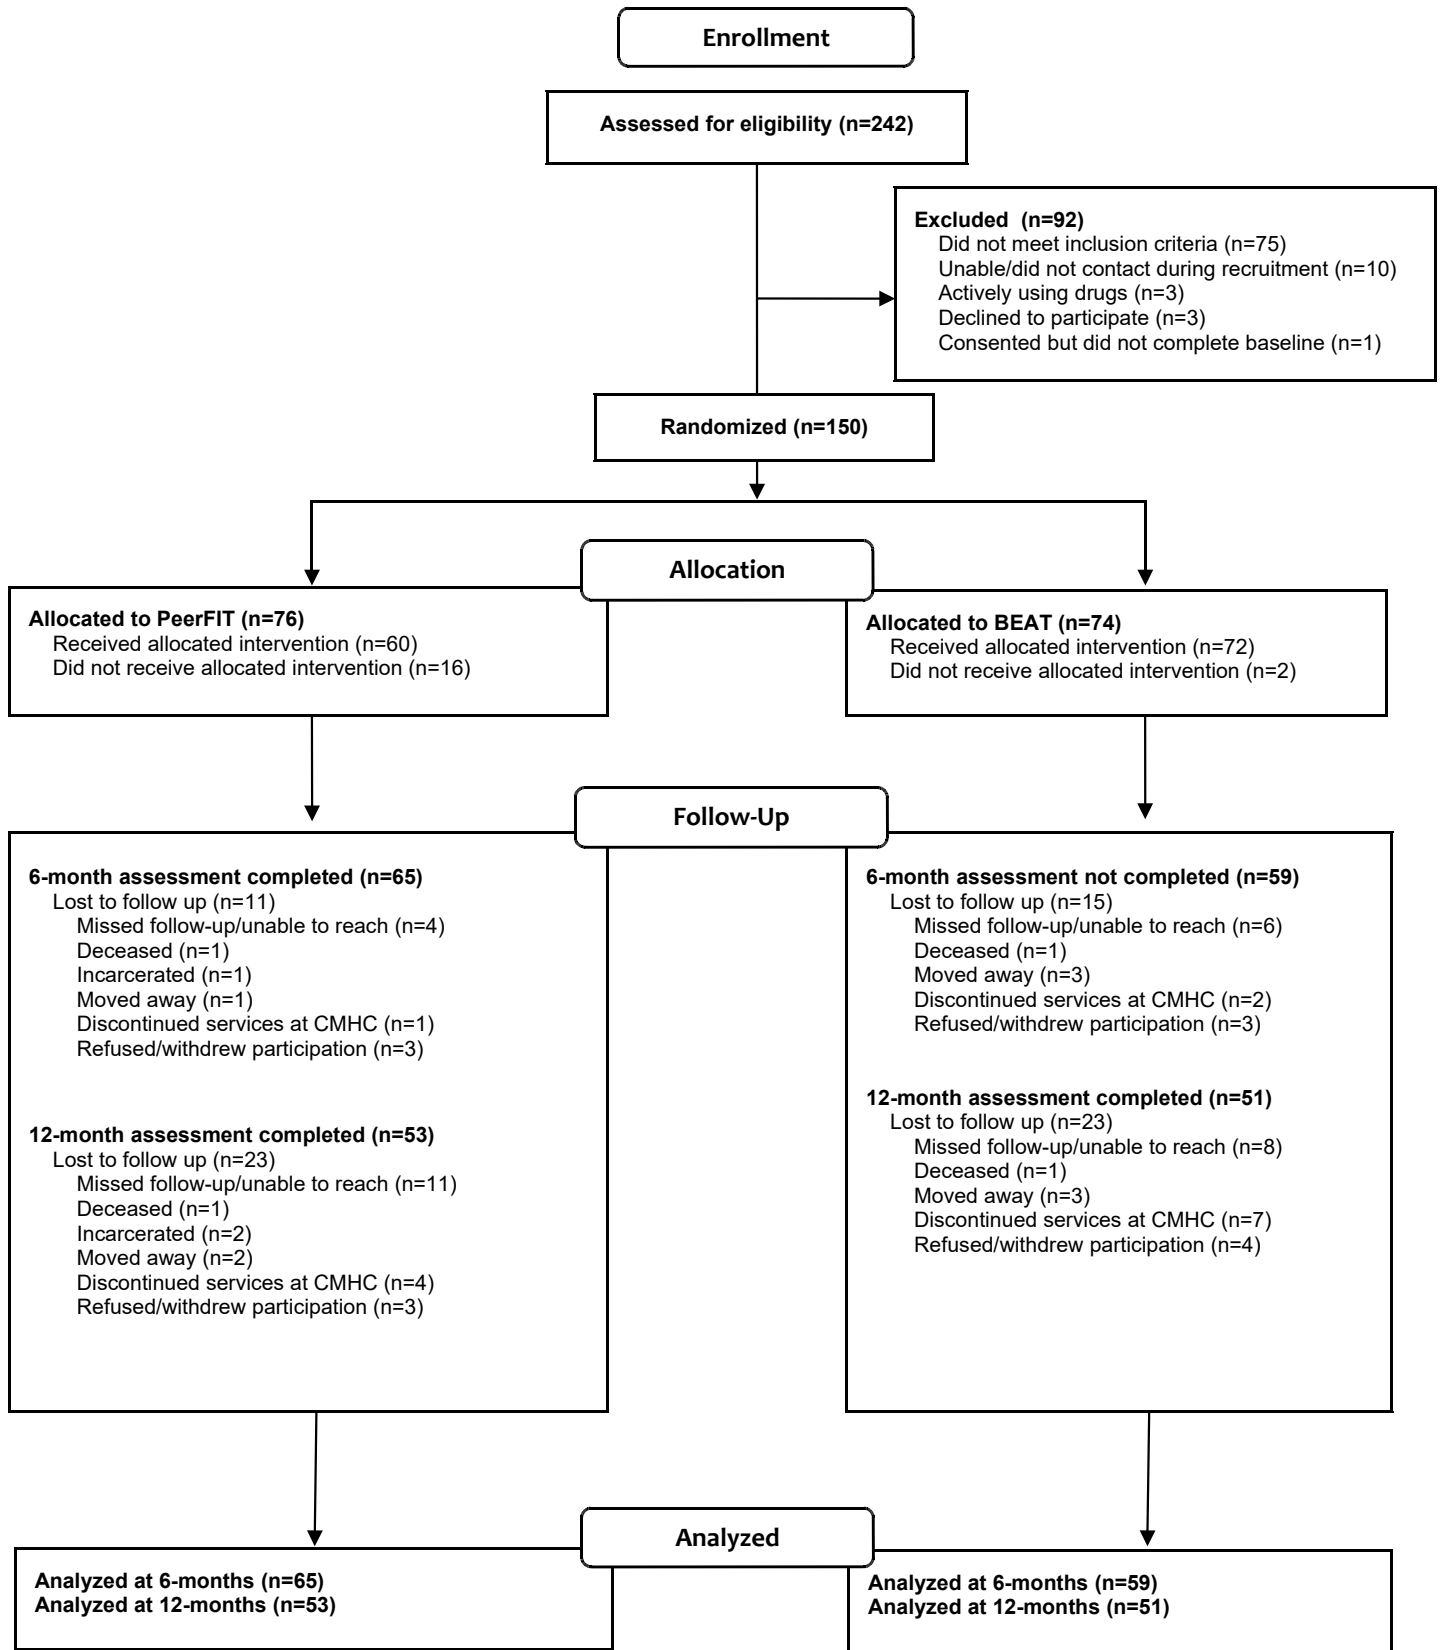 Enrollment
Assessed for eligibility (n=242)
Excluded (n=92)
Did not meet inclusion criteria (n=75)
Unable/did not contact during recruitment (n=10)
Actively using drugs (n=3)
Declined to participate (n=3)
Consented but did not complete baseline (n=1)
Randomized (n=150)
Allocation
Allocated to PeerFIT (n=76)
Received allocated intervention (n=60)
Did not receive allocated intervention (n=16)
Allocated to BEAT (n=74)
Received allocated intervention (n=72)
Did not receive allocated intervention (n=2)
Follow-Up
6-month assessment completed (n=65)
Lost to follow up (n=11)
Missed follow-up/unable to reach (n=4)
Deceased (n=1)
Incarcerated (n=1)
Moved away (n=1)
Discontinued services at CMHC (n=1)
Refused/withdrew participation (n=3)
12-month assessment completed (n=53)
Lost to follow up (n=23)
Missed follow-up/unable to reach (n=11)
Deceased (n=1)
Incarcerated (n=2)
Moved away (n=2)
Discontinued services at CMHC (n=4)
Refused/withdrew participation (n=3)
6-month assessment not completed (n=59)
Lost to follow up (n=15)
Missed follow-up/unable to reach (n=6)
Deceased (n=1)
Moved away (n=3)
Discontinued services at CMHC (n=2)
Refused/withdrew participation (n=3)
12-month assessment completed (n=51)
Lost to follow up (n=23)
Missed follow-up/unable to reach (n=8)
Deceased (n=1)
Moved away (n=3)
Discontinued services at CMHC (n=7)
Refused/withdrew participation (n=4)
Analyzed
Analyzed at 6-months (n=65)
Analyzed at 12-months (n=53)
Analyzed at 6-months (n=59)
Analyzed at 12-months (n=51)